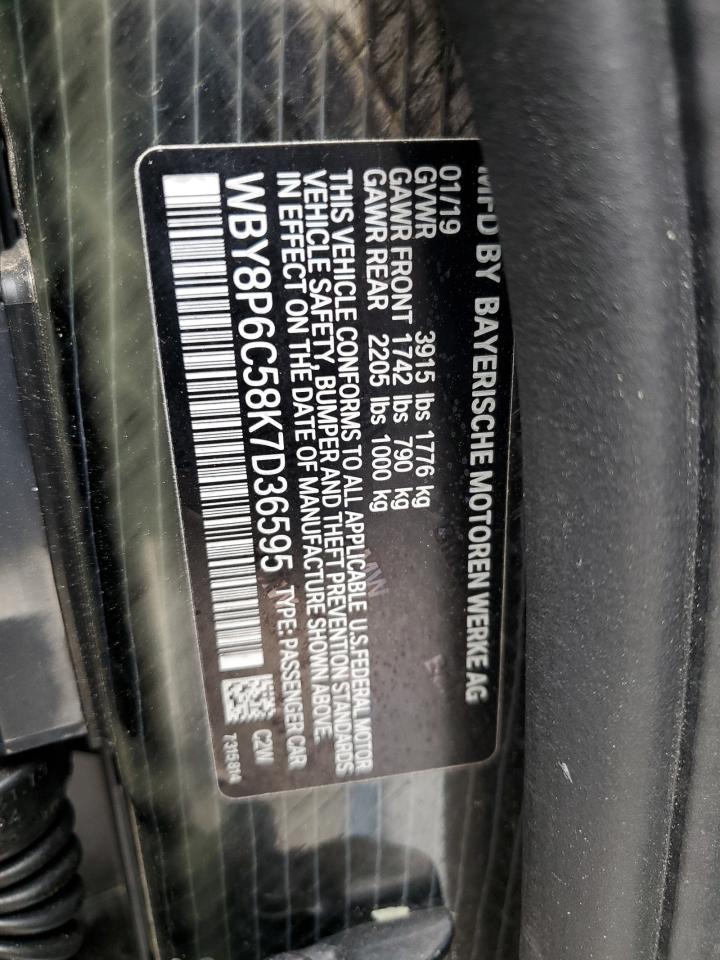 MFD BY BAYERISCHE MOTOREN WERKE AG
01/19
GVWR 3915 lbs 1776 kg
GAWR FRONT 1742 lbs 790 kg
GAWR REAR 2205 lbs 1000 kg
THIS VEHICLE CONFORMS TO ALL APPLICABLE U.S.FEDERAL MOTOR
VEHICLE SAFETY, BUMPER AND THEFT PREVENTION STANDARDS
IN EFFECT ON THE DATE OF MANUFACTURE SHOWN ABOVE.
WBY8P6C58K7D36595 TYPE: PASSENGER CAR
C2W
7315814